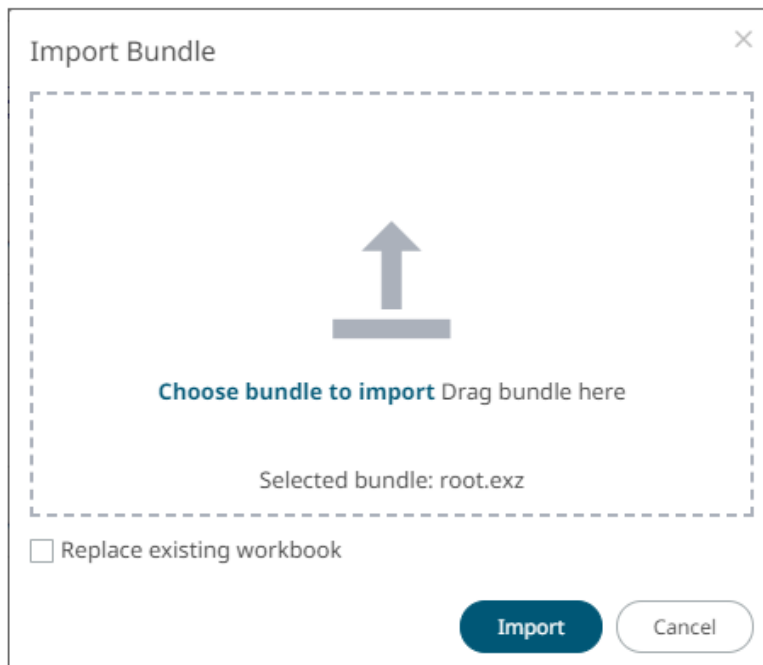 Import Bundle
Choose bundle to import Drag bundle here
Selected bundle: root.exz
Replace existing workbook
Import Cancel